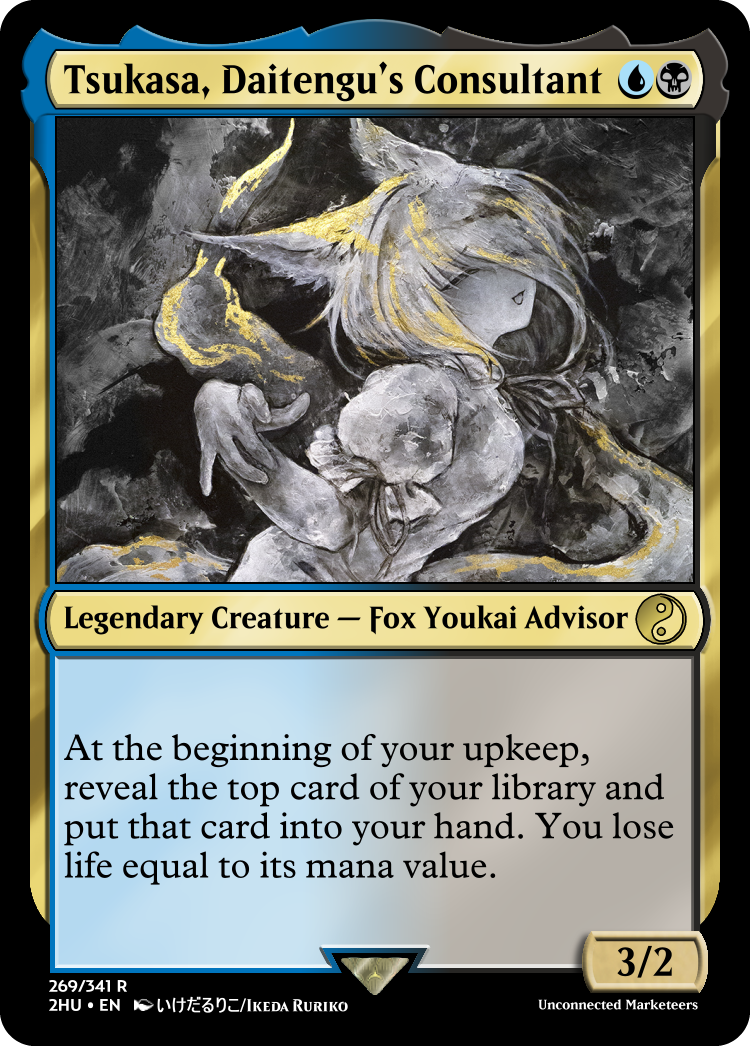 Tsukasa, Daitengu's Consultant
Legendary Creature — Fox Youkai Advisor
At the beginning of your upkeep,
reveal the top card of your library and
put that card into your hand. You lose
life equal to its mana value.
3/2
269/341 R
2HU • EN いけだるりこ/Ikeda Ruriko
Unconnected Marketeers